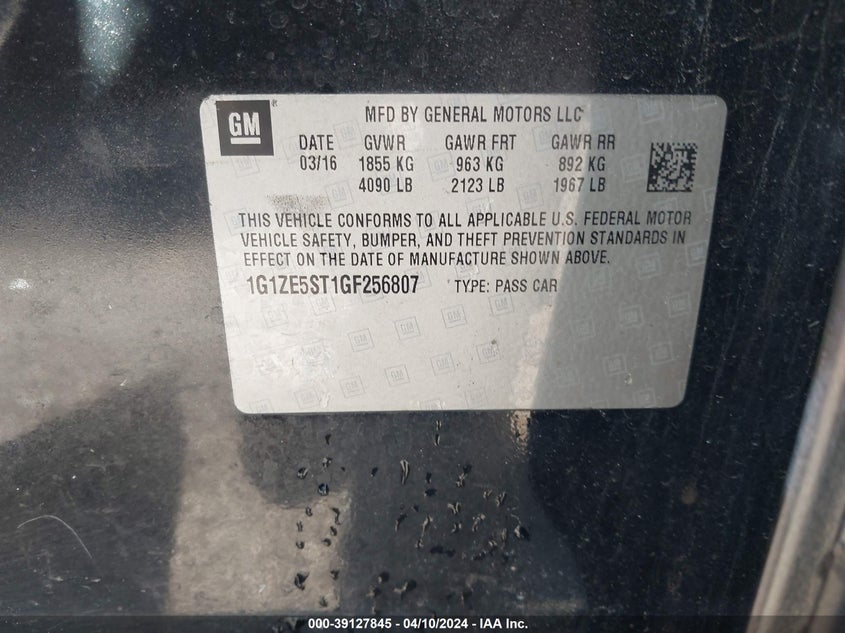 GM
MFD BY GENERAL MOTORS LLC
DATE GVWR GAWR FRT GAWR RR
03/16 1855 KG 963 KG 892 KG
4090 LB 2123 LB 1967 LB
THIS VEHICLE CONFORMS TO ALL APPLICABLE U.S. FEDERAL MOTOR
VEHICLE SAFETY, BUMPER, AND THEFT PREVENTION STANDARDS IN
EFFECT ON THE DATE OF MANUFACTURE SHOWN ABOVE.
1G1ZE5ST1GF256807 TYPE: PASS CAR
000-39127845 - 04/10/2024 - IAA Inc.